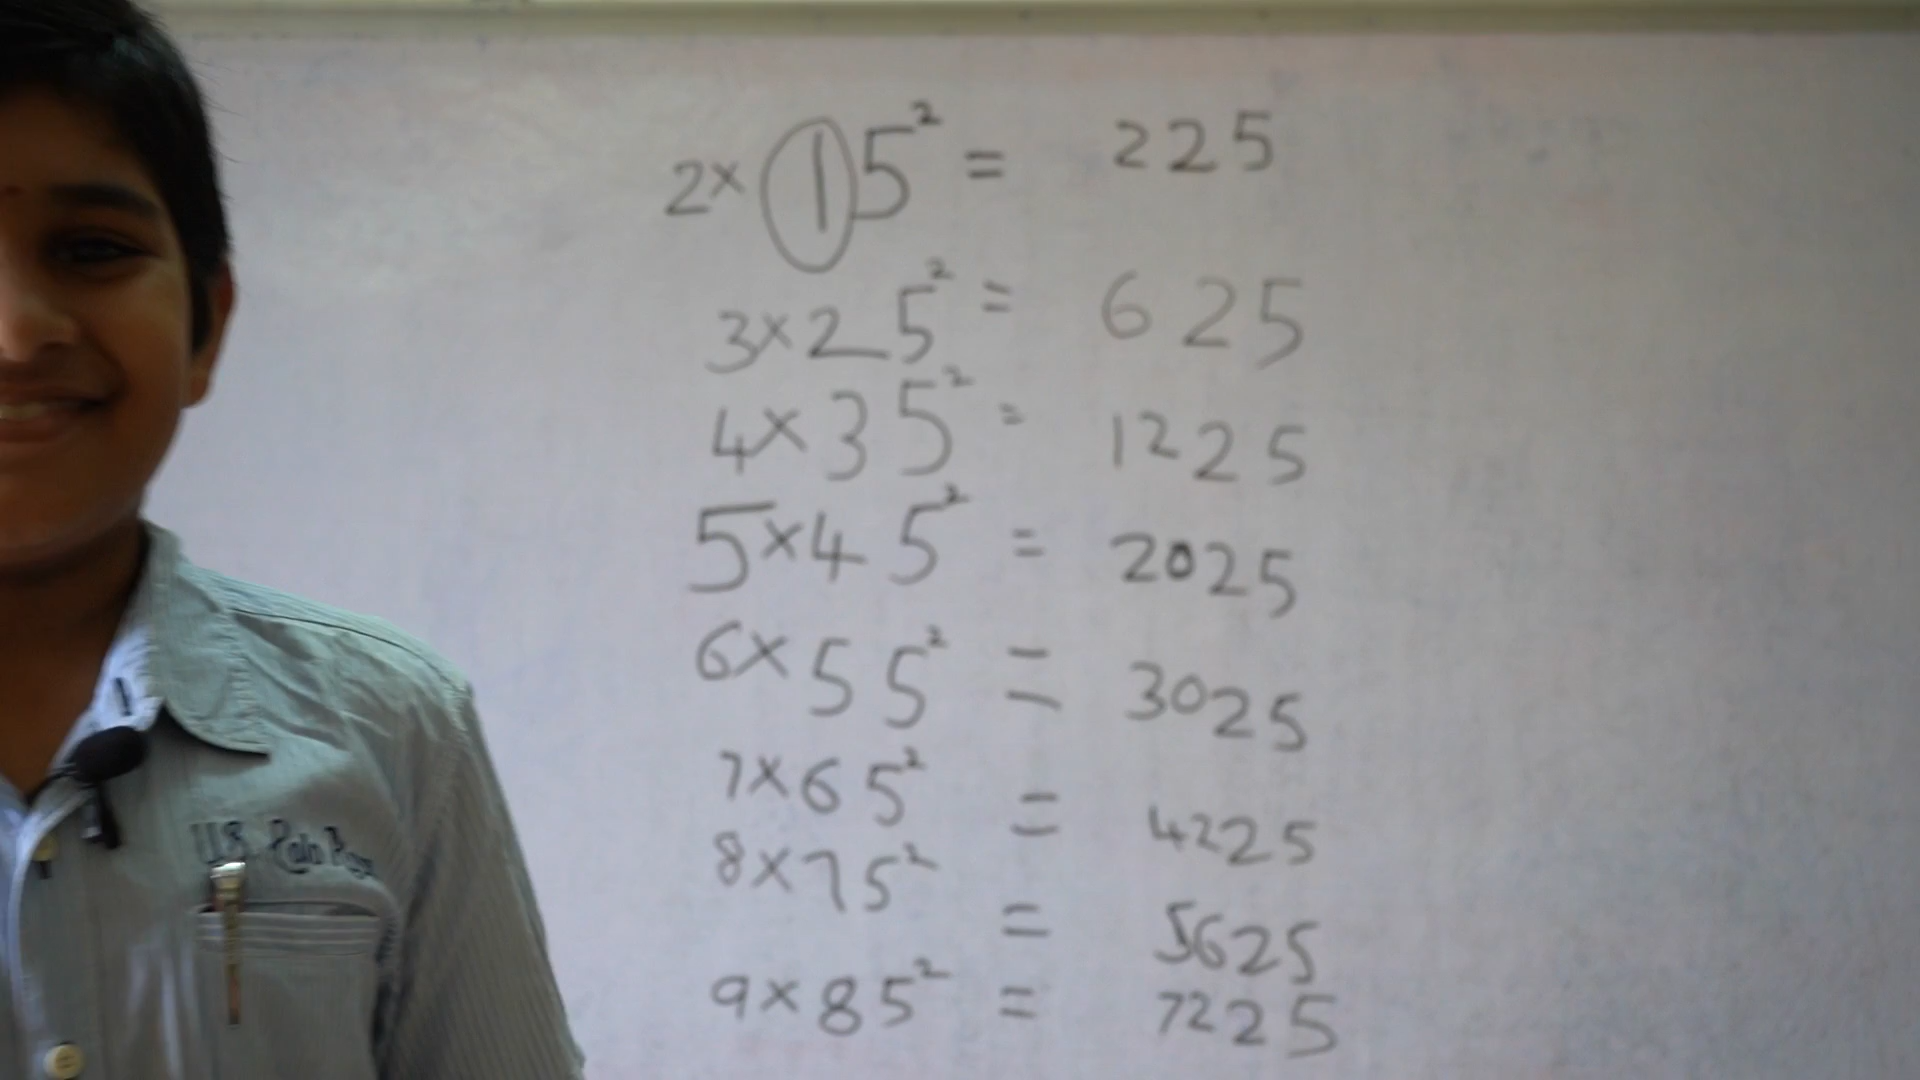 2×15² = 225
3×25² = 625
4×35² = 1225
5×45² = 2025
6×55² = 3025
7×65² = 4225
8×75² = 5625
9×85² = 7225
U.S. Polo